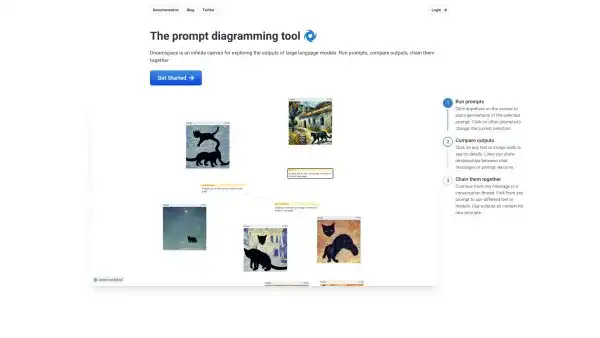 Documentation Blog Twitter Login →
The prompt diagramming tool
Dreamspace is an infinite canvas for exploring the outputs of large language models. Run prompts, compare outputs, chain them
together
Get Started →
1 Run prompts
Click anywhere on the canvas to
place generations of the selected
prompt. Click on other prompts to
change the current selection.
2 Compare outputs
Click on any text or image node to
see its details. Lines can show
relationships between chat
messages or prompt versions.
3 Chain them together
Continue from any message in a
conversation thread. Fork from any
prompt to use different text or
models. Use outputs as context for
new prompts.